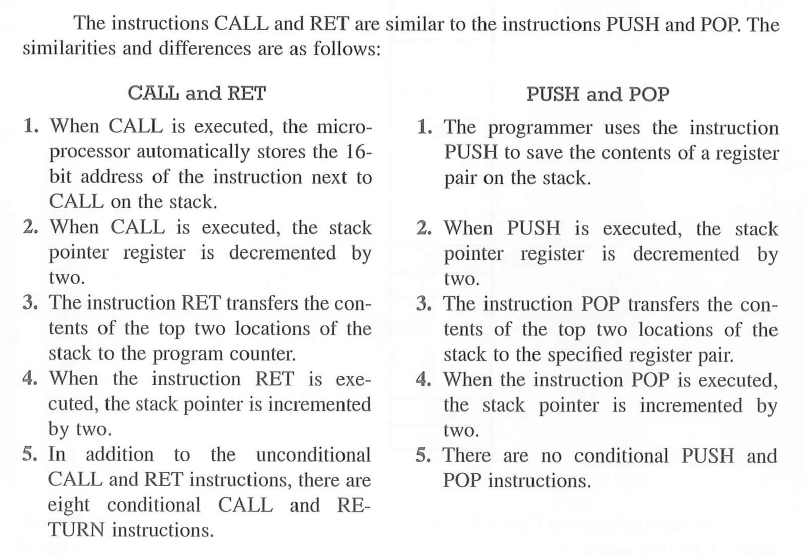 The instructions CALL and RET are similar to the instructions PUSH and POP. The
similarities and differences are as follows:
CALL and RET
1. When CALL is executed, the micro-
processor automatically stores the 16-
bit address of the instruction next to
CALL on the stack.
2. When CALL is executed, the stack
pointer register is decremented by
two.
3. The instruction RET transfers the con-
tents of the top two locations of the
stack to the program counter.
4. When the instruction RET is exe-
cuted, the stack pointer is incremented
by two.
5. In addition to the unconditional
CALL and RET instructions, there are
eight conditional CALL and RE-
TURN instructions.
PUSH and POP
1. The programmer uses the instruction
PUSH to save the contents of a register
pair on the stack.
2. When PUSH is executed, the stack
pointer register is decremented by
two.
3. The instruction POP transfers the con-
tents of the top two locations of the
stack to the specified register pair.
4. When the instruction POP is executed,
the stack pointer is incremented by
two.
5. There are no conditional PUSH and
POP instructions.